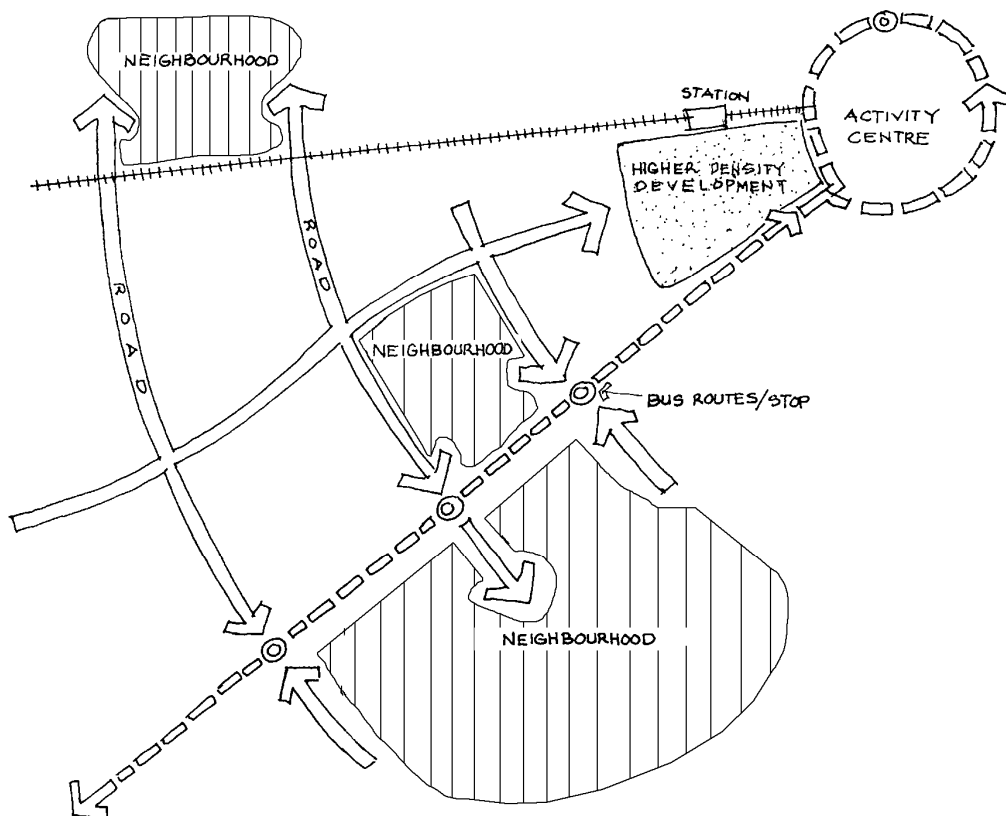 NEIGHBOURHOOD
STATION
ACTIVITY
CENTRE
HIGHER DENSITY
DEVELOPMENT
ROAD
ROAD
NEIGHBOURHOOD
BUS ROUTES/STOP
NEIGHBOURHOOD